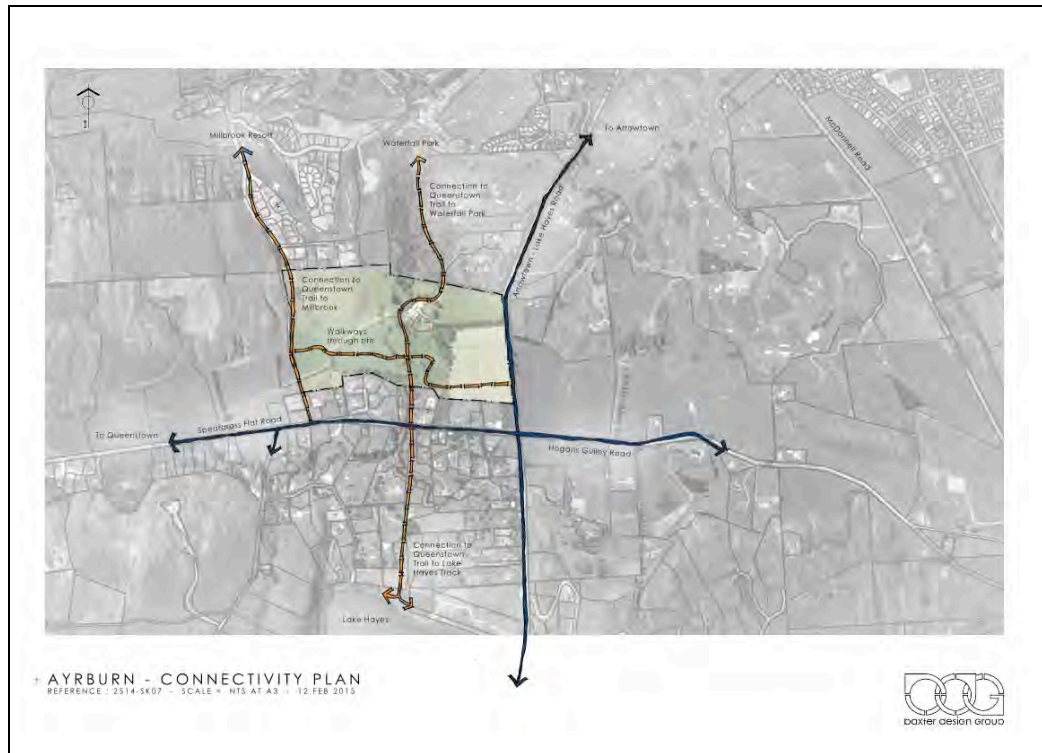 Millbrook Resort
Waterfall Park
To Arrowtown
McDonnell Road
Connection to
Queenstown
Trail to
Waterfall Park
Arrowtown - Lake Hayes Road
Connection to
Queenstown
Trail to
Millbrook
Walkways
through site
Spearmans Flat Road
To Queenstown
Hogans Gulley Road
Connection to
Queenstown
Trail to Lake
Hayes Track
Lake Hayes
AYRBURN - CONNECTIVITY PLAN
REFERENCE : 2514-SK07 - SCALE = NTS AT A3 - 12 FEB 2015
baxter design group